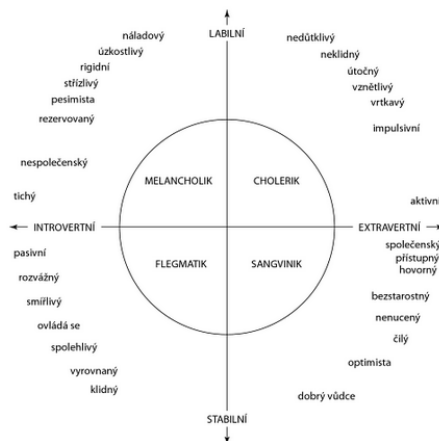 náladový
úzkostlivý
rigidní
střízlivý
pesimista
rezervovaný
nespolečenský
tichý
LABILNÍ
nedůtklivý
neklidný
útočný
vznětlivý
vrtkavý
impulsivní
aktivní
MELANCHOLIK
CHOLERIK
INTROVERTNÍ
EXTRAVERTNÍ
FLEGMATIK
SANGVINIK
pasivní
rozvážný
smířlivý
ovládá se
spolehlivý
vyrovnaný
klidný
společenský
přístupný
hovorný
bezstarostný
nenucený
čilý
optimista
dobrý vůdce
STABILNÍ